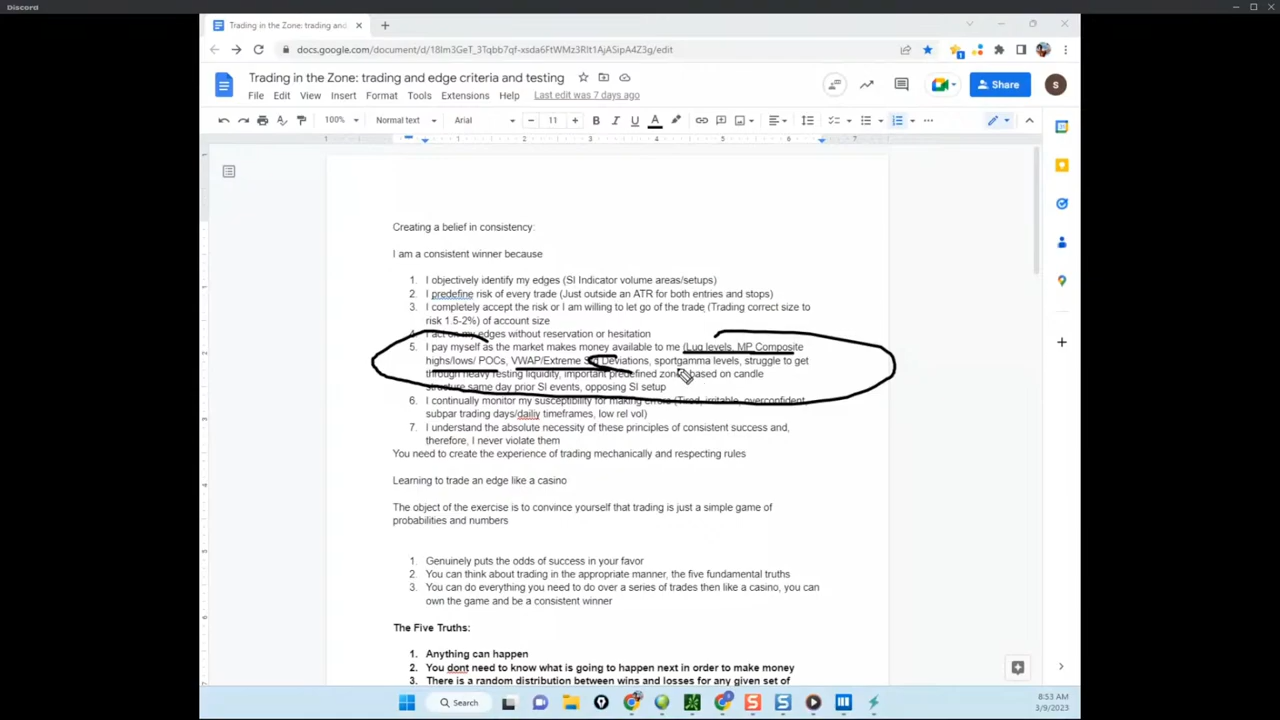 Discord
Trading in the Zone: trading and
docs.google.com/document/d/18lm3GeT_3Tqbb7qf-xsda6FtWMz3RIt1AjASipA4Z3g/edit
Trading in the Zone: trading and edge criteria and testing
File Edit View Insert Format Tools Extensions Help Last edit was 7 days ago
Share
S
100% Normal text Arial 11 B I U A
1 1 2 3 4 5 6 7
Creating a belief in consistency:
I am a consistent winner because
1. I objectively identify my edges (SI Indicator volume areas/setups)
2. I predefine risk of every trade (Just outside an ATR for both entries and stops)
3. I completely accept the risk or I am willing to let go of the trade (Trading correct size to
risk 1.5-2%) of account size
4. I act on my edges without reservation or hesitation
5. I pay myself as the market makes money available to me (Lug levels, MP Composite
highs/lows/ POCs, VWAP/Extreme Deviations, sportgamma levels, struggle to get
through heavy resting liquidity, important predefined zones based on candle
structure same day prior SI events, opposing SI setup
6. I continually monitor my susceptibility for making errors (Tired, irritable, overconfident,
subpar trading days/dailiy timeframes, low rel vol)
7. I understand the absolute necessity of these principles of consistent success and,
therefore, I never violate them
You need to create the experience of trading mechanically and respecting rules
Learning to trade an edge like a casino
The object of the exercise is to convince yourself that trading is just a simple game of
probabilities and numbers
1. Genuinely puts the odds of success in your favor
2. You can think about trading in the appropriate manner, the five fundamental truths
3. You can do everything you need to do over a series of trades then like a casino, you can
own the game and be a consistent winner
The Five Truths:
1. Anything can happen
2. You dont need to know what is going to happen next in order to make money
3. There is a random distribution between wins and losses for any given set of
Search
8:53 AM
3/9/2023